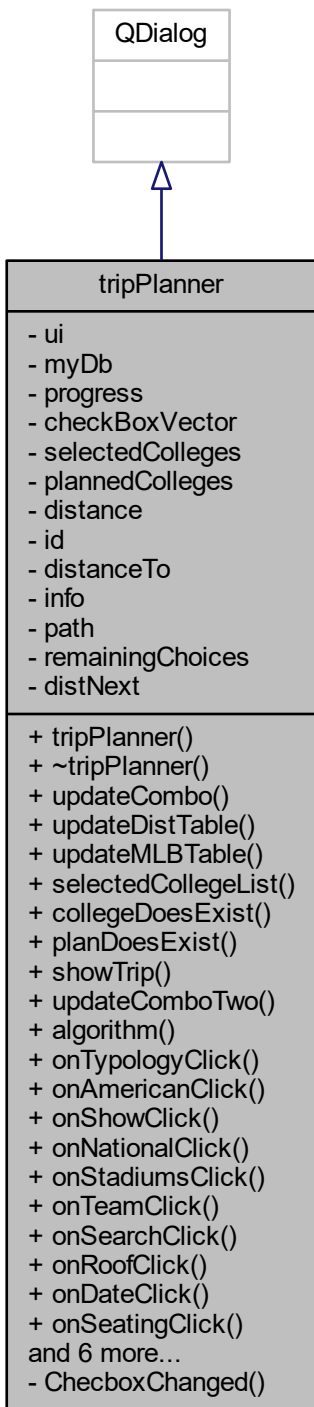 QDialog
tripPlanner
- ui
- myDb
- progress
- checkBoxVector
- selectedColleges
- plannedColleges
- distance
- id
- distanceTo
- info
- path
- remainingChoices
- distNext
+ tripPlanner()
+ ~tripPlanner()
+ updateCombo()
+ updateDistTable()
+ updateMLBTable()
+ selectedCollegeList()
+ collegeDoesExist()
+ planDoesExist()
+ showTrip()
+ updateComboTwo()
+ algorithm()
+ onTypologyClick()
+ onAmericanClick()
+ onShowClick()
+ onNationalClick()
+ onStadiumsClick()
+ onTeamClick()
+ onSearchClick()
+ onRoofClick()
+ onDateClick()
+ onSeatingClick()
and 6 more...
- ChecboxChanged()